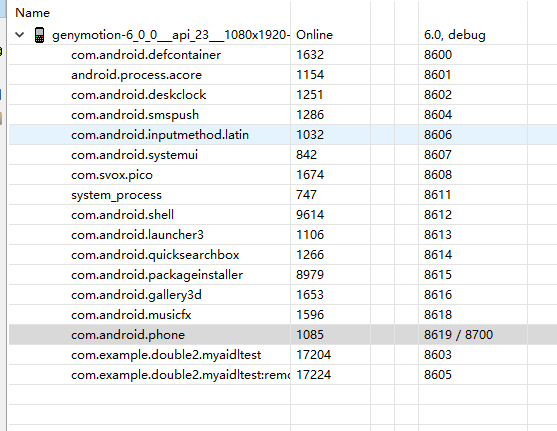 Name
genymotion-6_0_0___api_23___1080x1920- Online 6.0, debug
com.android.defcontainer 1632 8600
android.process.acore 1154 8601
com.android.deskclock 1251 8602
com.android.smspush 1286 8604
com.android.inputmethod.latin 1032 8606
com.android.systemui 842 8607
com.svox.pico 1674 8608
system_process 747 8611
com.android.shell 9614 8612
com.android.launcher3 1106 8613
com.android.quicksearchbox 1266 8614
com.android.packageinstaller 8979 8615
com.android.gallery3d 1653 8616
com.android.musicfx 1596 8618
com.android.phone 1085 8619 / 8700
com.example.double2.myaidltest 17204 8603
com.example.double2.myaidltest:remo 17224 8605